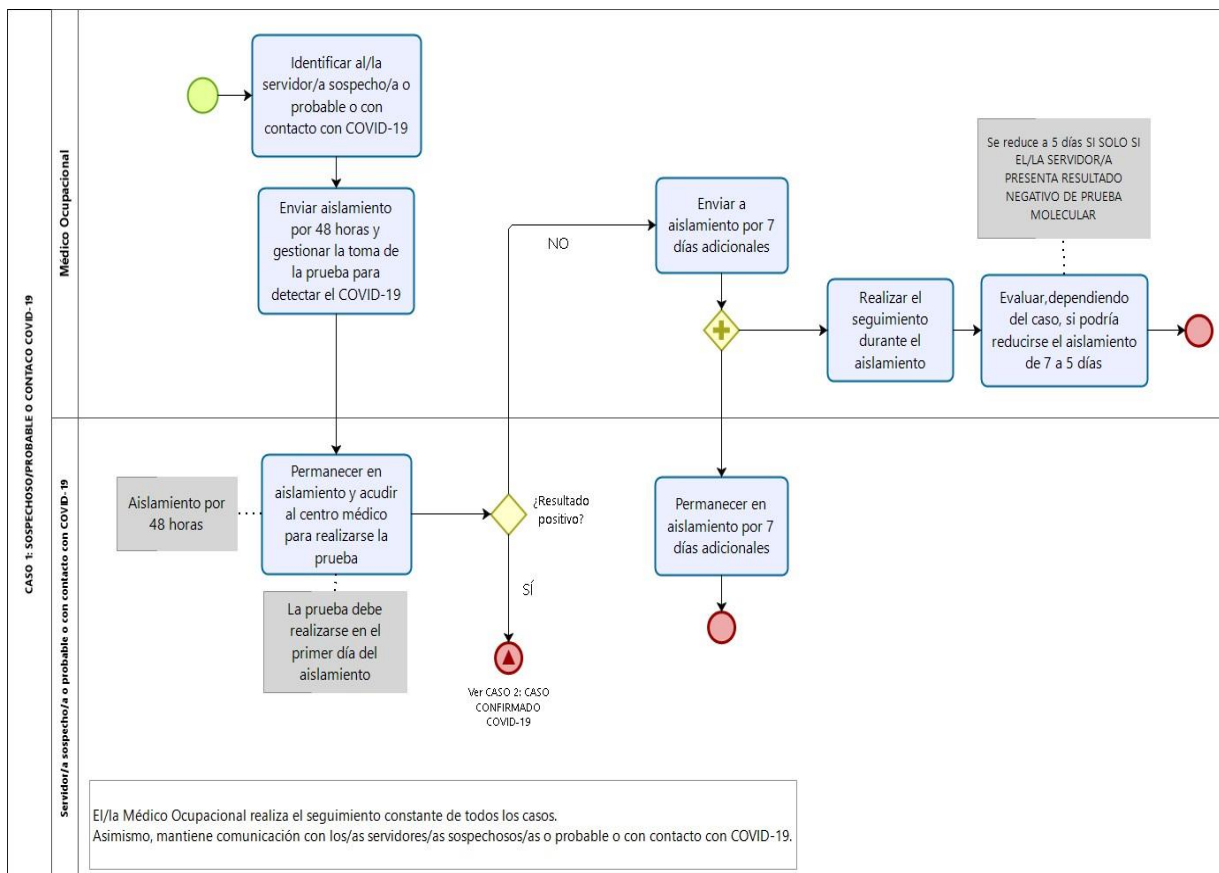 CASO 1: SOSPECHOSO/PROBABLE O CONTACO COVID-19
Médico Ocupacional
Identificar al/la
servidor/a sospecho/a o
probable o con
contacto con COVID-19
Enviar aislamiento
por 48 horas y
gestionar la toma de
la prueba para
detectar el COVID-19
NO
Enviar a
aislamiento por 7
días adicionales
Realizar el
seguimiento
durante el
aislamiento
Se reduce a 5 días SI SOLO SI
EL/LA SERVIDOR/A
PRESENTA RESULTADO
NEGATIVO DE PRUEBA
MOLECULAR
Evaluar,dependiendo
del caso, si podría
reducirse el aislamiento
de 7 a 5 días
Servidor/a sospecho/a o probable o con contacto con COVID-19
Aislamiento por
48 horas
Permanecer en
aislamiento y acudir
al centro médico
para realizarse la
prueba
La prueba debe
realizarse en el
primer día del
aislamiento
¿Resultado
positivo?
SÍ
Ver CASO 2: CASO
CONFIRMADO
COVID-19
Permanecer en
aislamiento por 7
días adicionales
El/la Médico Ocupacional realiza el seguimiento constante de todos los casos.
Asimismo, mantiene comunicación con los/as servidores/as sospechosos/as o probable o con contacto con COVID-19.